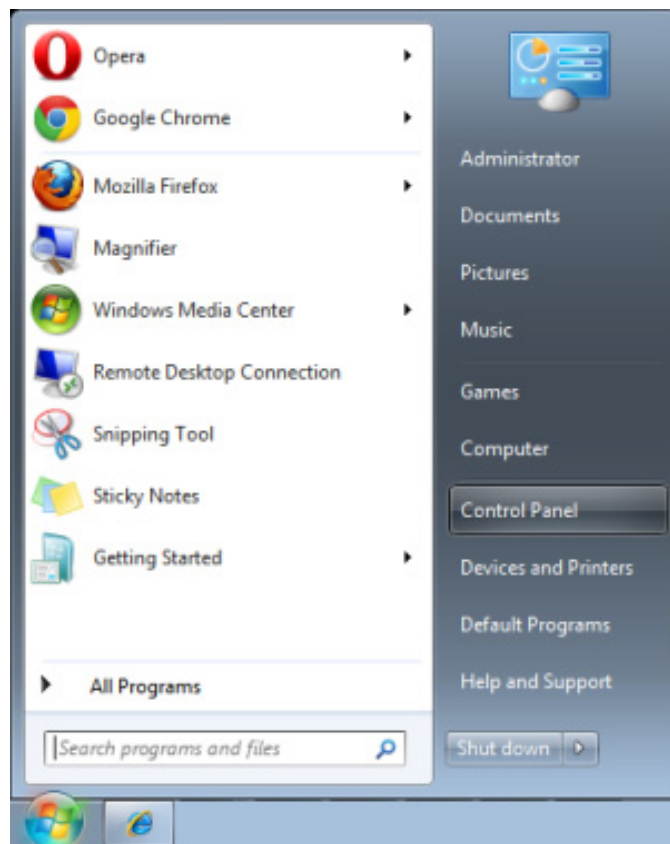 Opera
Google Chrome
Mozilla Firefox
Magnifier
Windows Media Center
Remote Desktop Connection
Snipping Tool
Sticky Notes
Getting Started
All Programs
Search programs and files
Administrator
Documents
Pictures
Music
Games
Computer
Control Panel
Devices and Printers
Default Programs
Help and Support
Shut down